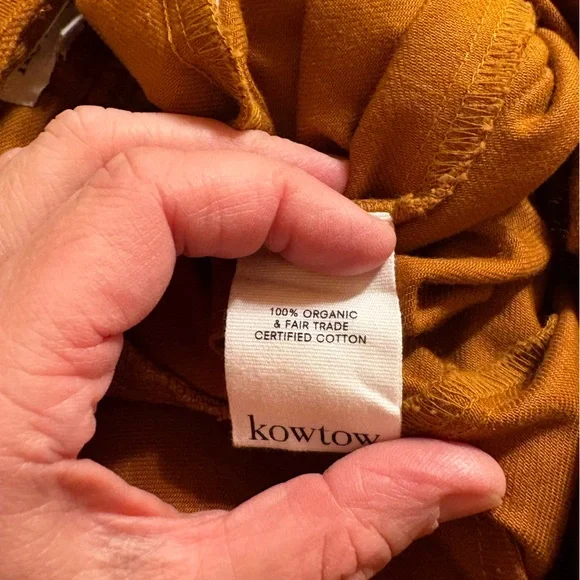 100% ORGANIC
& FAIR TRADE
CERTIFIED COTTON
kowtow